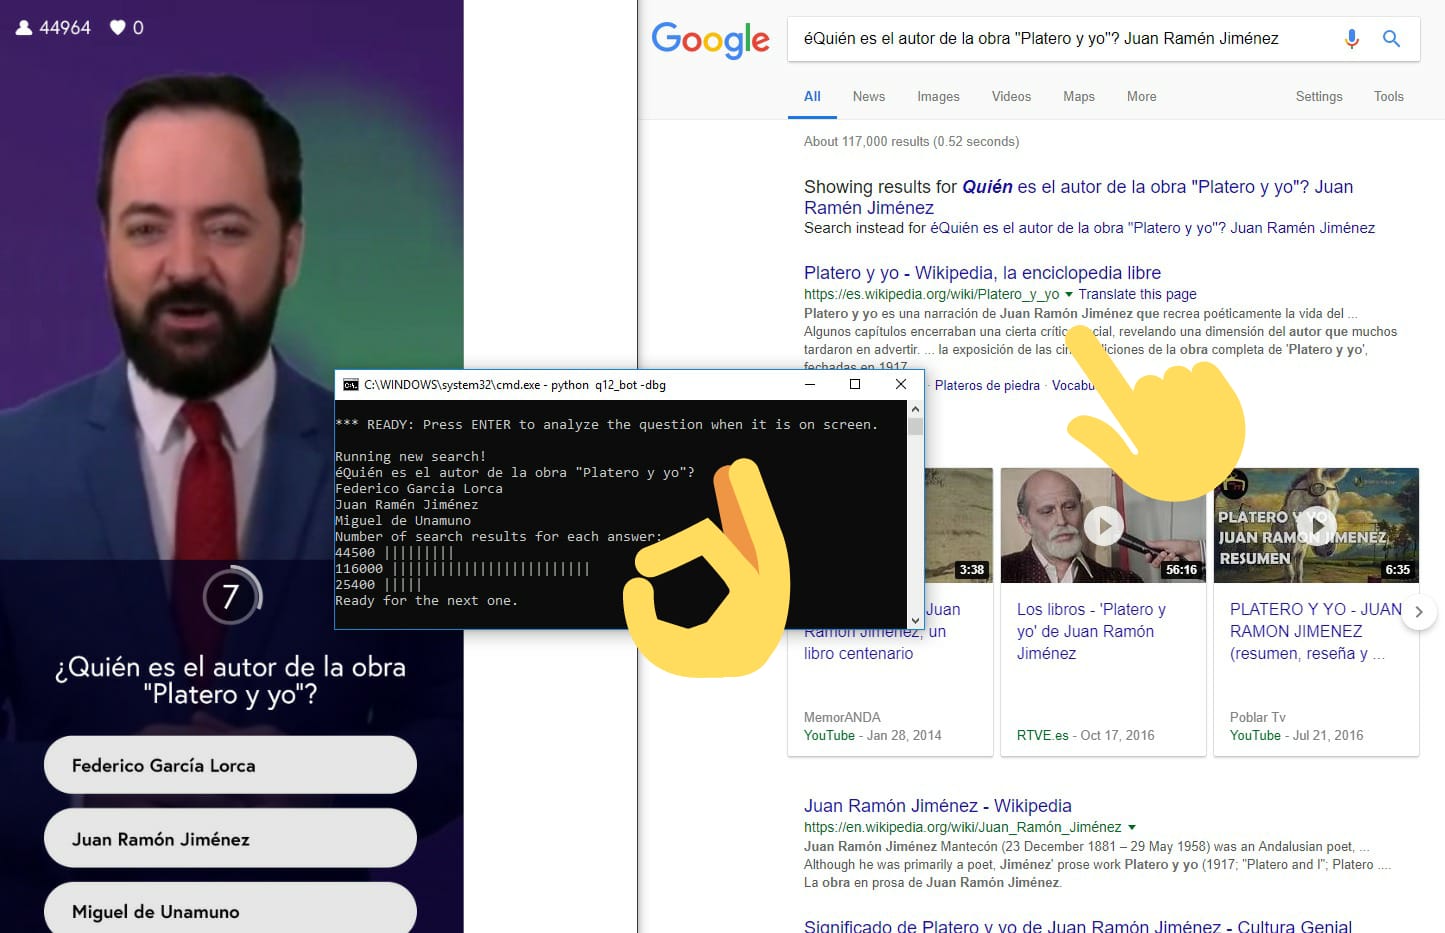 44964 0
7
¿Quién es el autor de la obra
"Platero y yo"?
Federico García Lorca
Juan Ramón Jiménez
Miguel de Unamuno
C:\WINDOWS\system32\cmd.exe - python q12_bot -dbg
*** READY: Press ENTER to analyze the question when it is on screen.
Running new search!
éQuién es el autor de la obra "Platero y yo"?
Federico Garcia Lorca
Juan Ramén Jiménez
Miguel de Unamuno
Number of search results for each answer:
44500 |||||||||
116000 |||||||||||||||||||||||||
25400 |||||
Ready for the next one.
Google
éQuién es el autor de la obra "Platero y yo"? Juan Ramén Jiménez
All News Images Videos Maps More Settings Tools
About 117,000 results (0.52 seconds)
Showing results for Quién es el autor de la obra "Platero y yo"? Juan
Ramén Jiménez
Search instead for éQuién es el autor de la obra "Platero y yo"? Juan Ramén Jiménez
Platero y yo - Wikipedia, la enciclopedia libre
https://es.wikipedia.org/wiki/Platero_y_yo Translate this page
Platero y yo es una narración de Juan Ramón Jiménez que recrea poéticamente la vida del ...
Algunos capítulos encerraban una cierta crític cial, revelando una dimensión del autor que muchos
tardaron en advertir. ... la exposición de las cin diciones de la obra completa de 'Platero y yo',
fechadas en 1917
· Plateros de piedra · Vocabu
3:38
56:16
PLATERO Y YO
JUAN RAMON JIMENEZ
RESUMEN
6:35
Juan
Ramón Jiménez, un
libro centenario
MemorANDA
YouTube - Jan 28, 2014
Los libros - 'Platero y
yo' de Juan Ramón
Jiménez
RTVE.es - Oct 17, 2016
PLATERO Y YO - JUAN
RAMON JIMENEZ
(resumen, reseña y ...
Poblar Tv
YouTube - Jul 21, 2016
Juan Ramón Jiménez - Wikipedia
https://en.wikipedia.org/wiki/Juan_Ramón_Jiménez
Juan Ramón Jiménez Mantecón (23 December 1881 – 29 May 1958) was an Andalusian poet, ...
Although he was primarily a poet, Jiménez' prose work Platero y yo (1917; "Platero and I"; Platero ....
La obra en prosa de Juan Ramón Jiménez.
Significado de Platero y yo de Juan Ramón Jiménez - Cultura Genial